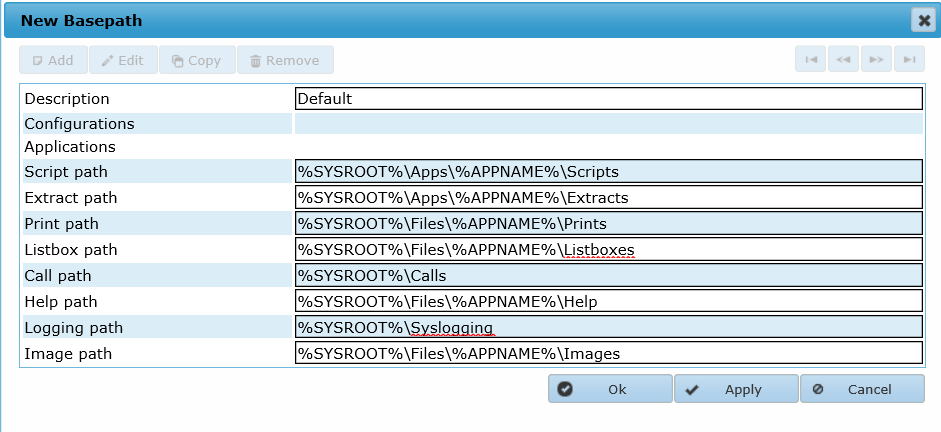 New Basepath
Add Edit Copy Remove
Description Default
Configurations
Applications
Script path %SYSROOT%\Apps\%APPNAME%\Scripts
Extract path %SYSROOT%\Apps\%APPNAME%\Extracts
Print path %SYSROOT%\Files\%APPNAME%\Prints
Listbox path %SYSROOT%\Files\%APPNAME%\Listboxes
Call path %SYSROOT%\Calls
Help path %SYSROOT%\Files\%APPNAME%\Help
Logging path %SYSROOT%\Syslogging
Image path %SYSROOT%\Files\%APPNAME%\Images
Ok Apply Cancel